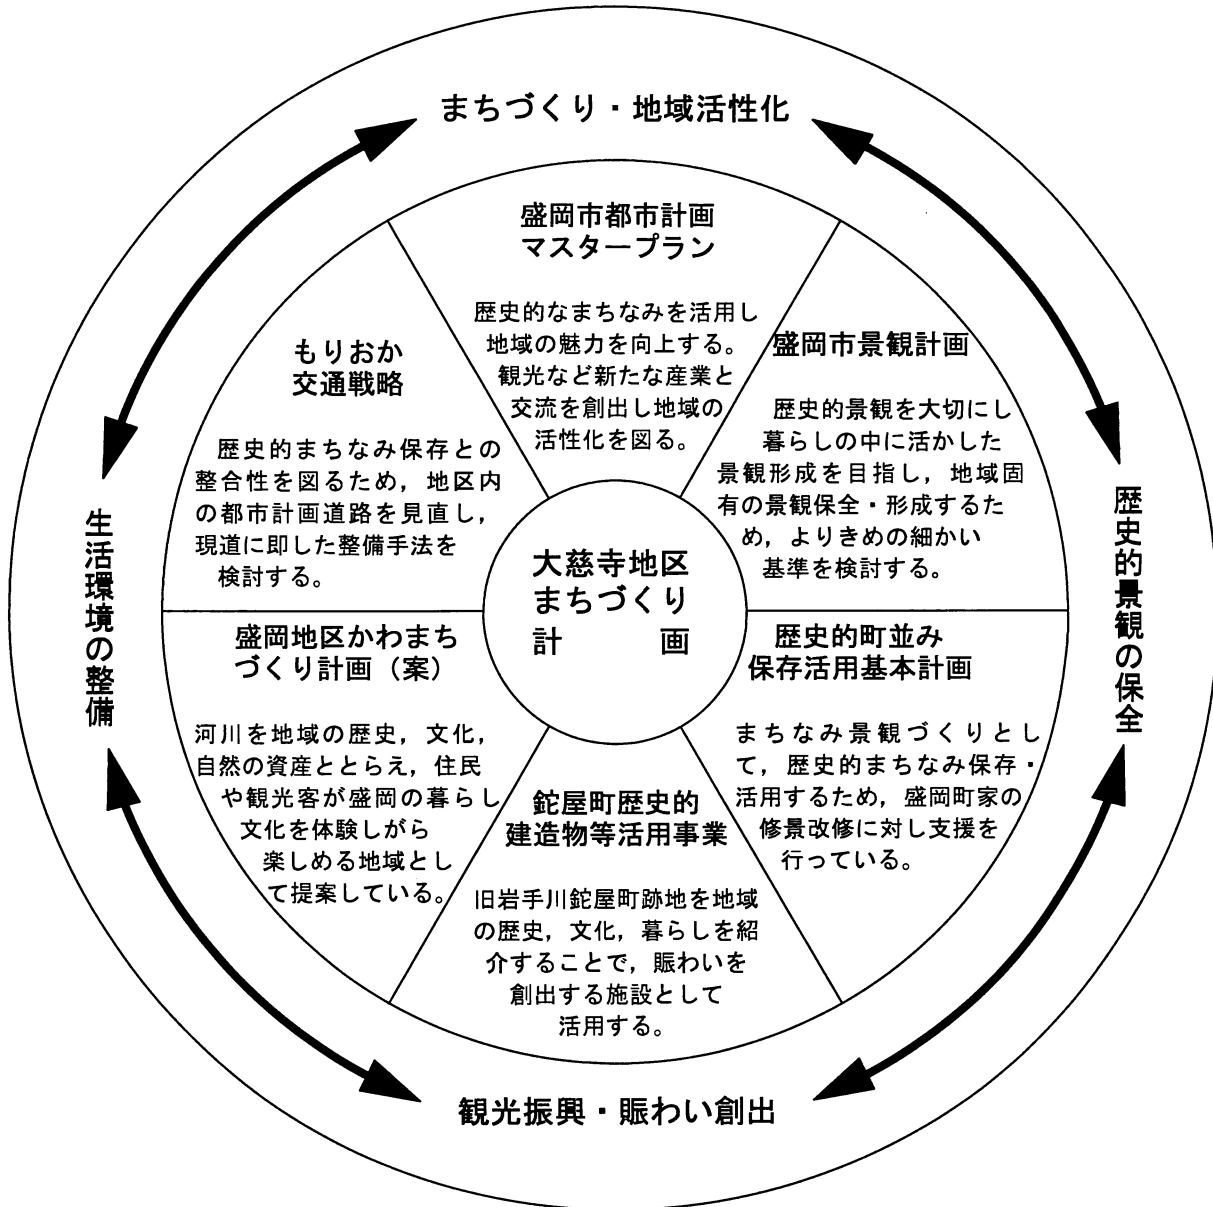 まちづくり・地域活性化
盛岡市都市計画
マスタープラン
歴史的なまちなみを活用し
地域の魅力を向上する。
観光など新たな産業と
交流を創出し地域の
活性化を図る。
盛岡市景観計画
歴史的景観を大切にし
暮らしの中に活かした
景観形成を目指し，地域固
有の景観保全・形成するた
め，よりきめの細かい
基準を検討する。
歴史的景観の保全
歴史的町並み
保存活用基本計画
まちなみ景観づくりとし
て，歴史的まちなみ保存・
活用するため，盛岡町家の
修景改修に対し支援を
行っている。
鉈屋町歴史的
建造物等活用事業
旧岩手川鉈屋町跡地を地域
の歴史，文化，暮らしを紹
介することで，賑わいを
創出する施設として
活用する。
観光振興・賑わい創出
盛岡地区かわまち
づくり計画（案）
河川を地域の歴史，文化，
自然の資産ととらえ，住民
や観光客が盛岡の暮らし
文化を体験しがら
楽しめる地域とし
て提案している。
生活環境の整備
もりおか
交通戦略
歴史的まちなみ保存との
整合性を図るため，地区内
の都市計画道路を見直し，
現道に即した整備手法を
検討する。
大慈寺地区
まちづくり
計　　　画